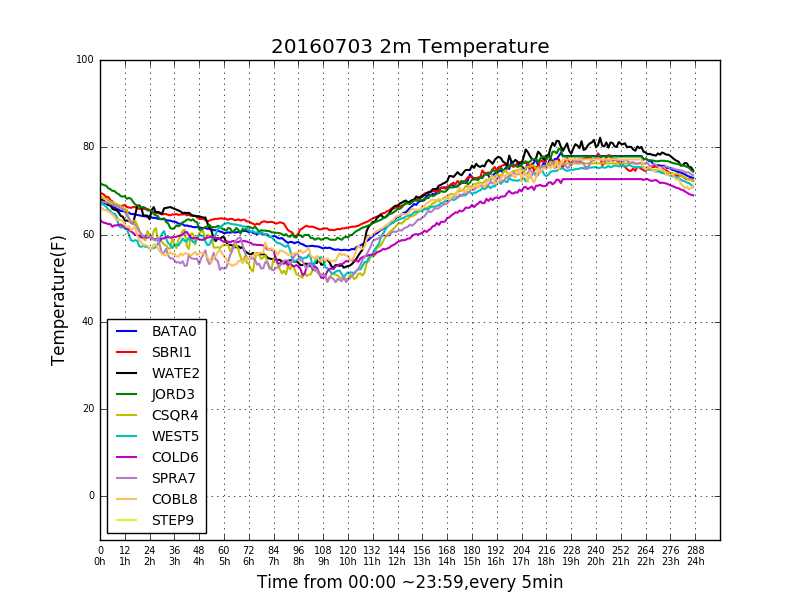 20160703 2m Temperature
100
80
60
40
20
0
Temperature(F)
BATA0
SBRI1
WATE2
JORD3
CSQR4
WEST5
COLD6
SPRA7
COBL8
STEP9
0 12 24 36 48 60 72 84 96 108 120 132 144 156 168 180 192 204 216 228 240 252 264 276 288
0h 1h 2h 3h 4h 5h 6h 7h 8h 9h 10h 11h 12h 13h 14h 15h 16h 17h 18h 19h 20h 21h 22h 23h 24h
Time from 00:00 ~23:59,every 5min